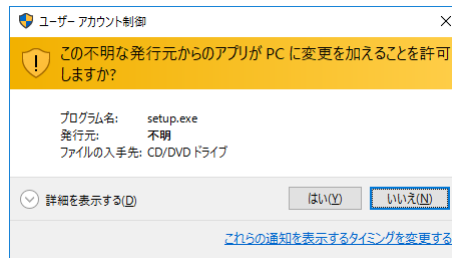 ユーザー アカウント制御
この不明な発行元からのアプリが PC に変更を加えることを許可
しますか?
プログラム名: setup.exe
発行元: 不明
ファイルの入手先: CD/DVD ドライブ
詳細を表示する(D) はい(Y) いいえ(N)
これらの通知を表示するタイミングを変更する